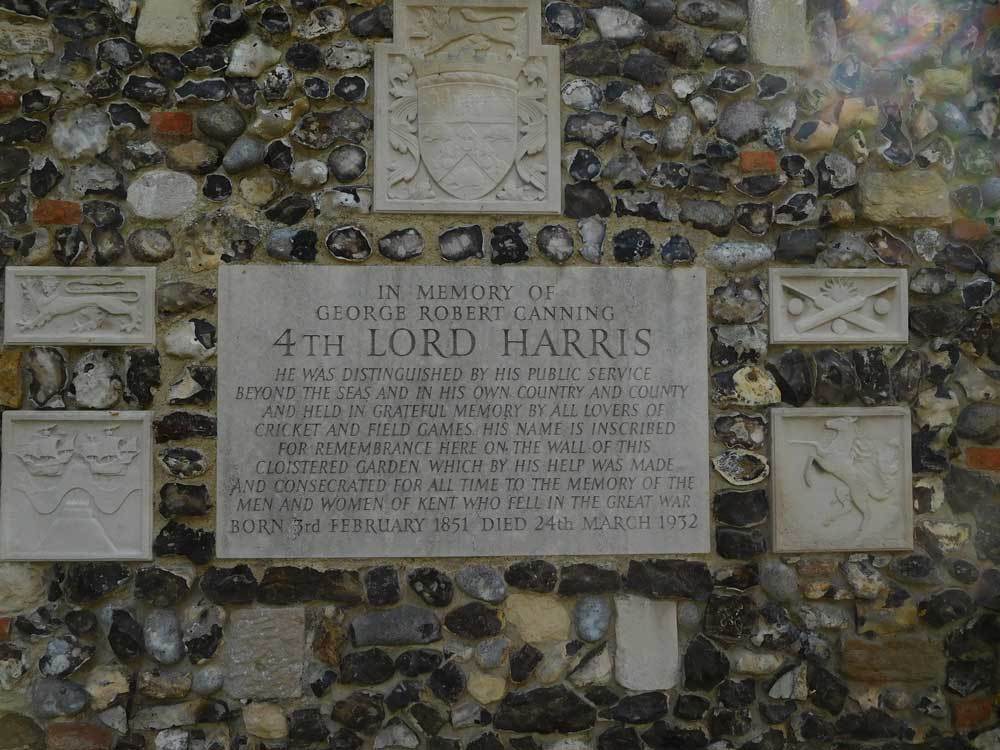 IN MEMORY OF
GEORGE ROBERT CANNING
4TH LORD HARRIS
HE WAS DISTINGUISHED BY HIS PUBLIC SERVICE
BEYOND THE SEAS AND IN HIS OWN COUNTRY AND COUNTY
AND HELD IN GRATEFUL MEMORY BY ALL LOVERS OF
CRICKET AND FIELD GAMES. HIS NAME IS INSCRIBED
FOR REMEMBRANCE HERE ON THE WALL OF THIS
CLOISTERED GARDEN WHICH BY HIS HELP WAS MADE
AND CONSECRATED FOR ALL TIME TO THE MEMORY OF THE
MEN AND WOMEN OF KENT WHO FELL IN THE GREAT WAR
BORN 3rd FEBRUARY 1851 DIED 24th MARCH 1932